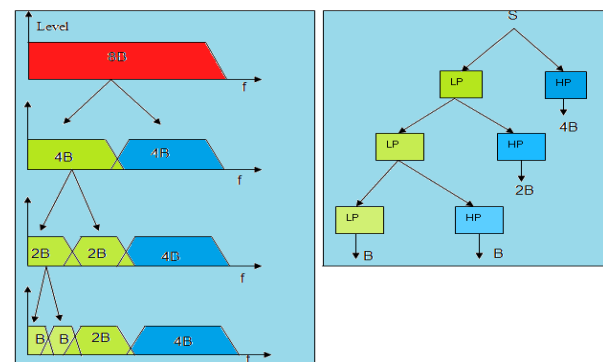 Level
8B
f
4B 4B
f
2B 2B 4B
f
B B 2B 4B
f
S
LP HP
4B
LP HP
2B
LP HP
B B